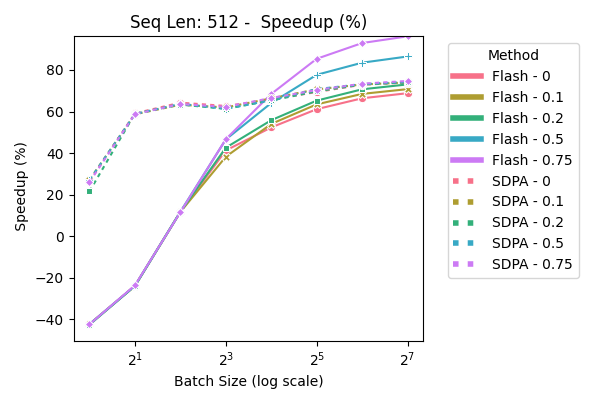 Seq Len: 512 -  Speedup (%)
Speedup (%)
80
60
40
20
0
−20
−40
2^1
2^3
2^5
2^7
Batch Size (log scale)
Method
Flash - 0
Flash - 0.1
Flash - 0.2
Flash - 0.5
Flash - 0.75
SDPA - 0
SDPA - 0.1
SDPA - 0.2
SDPA - 0.5
SDPA - 0.75